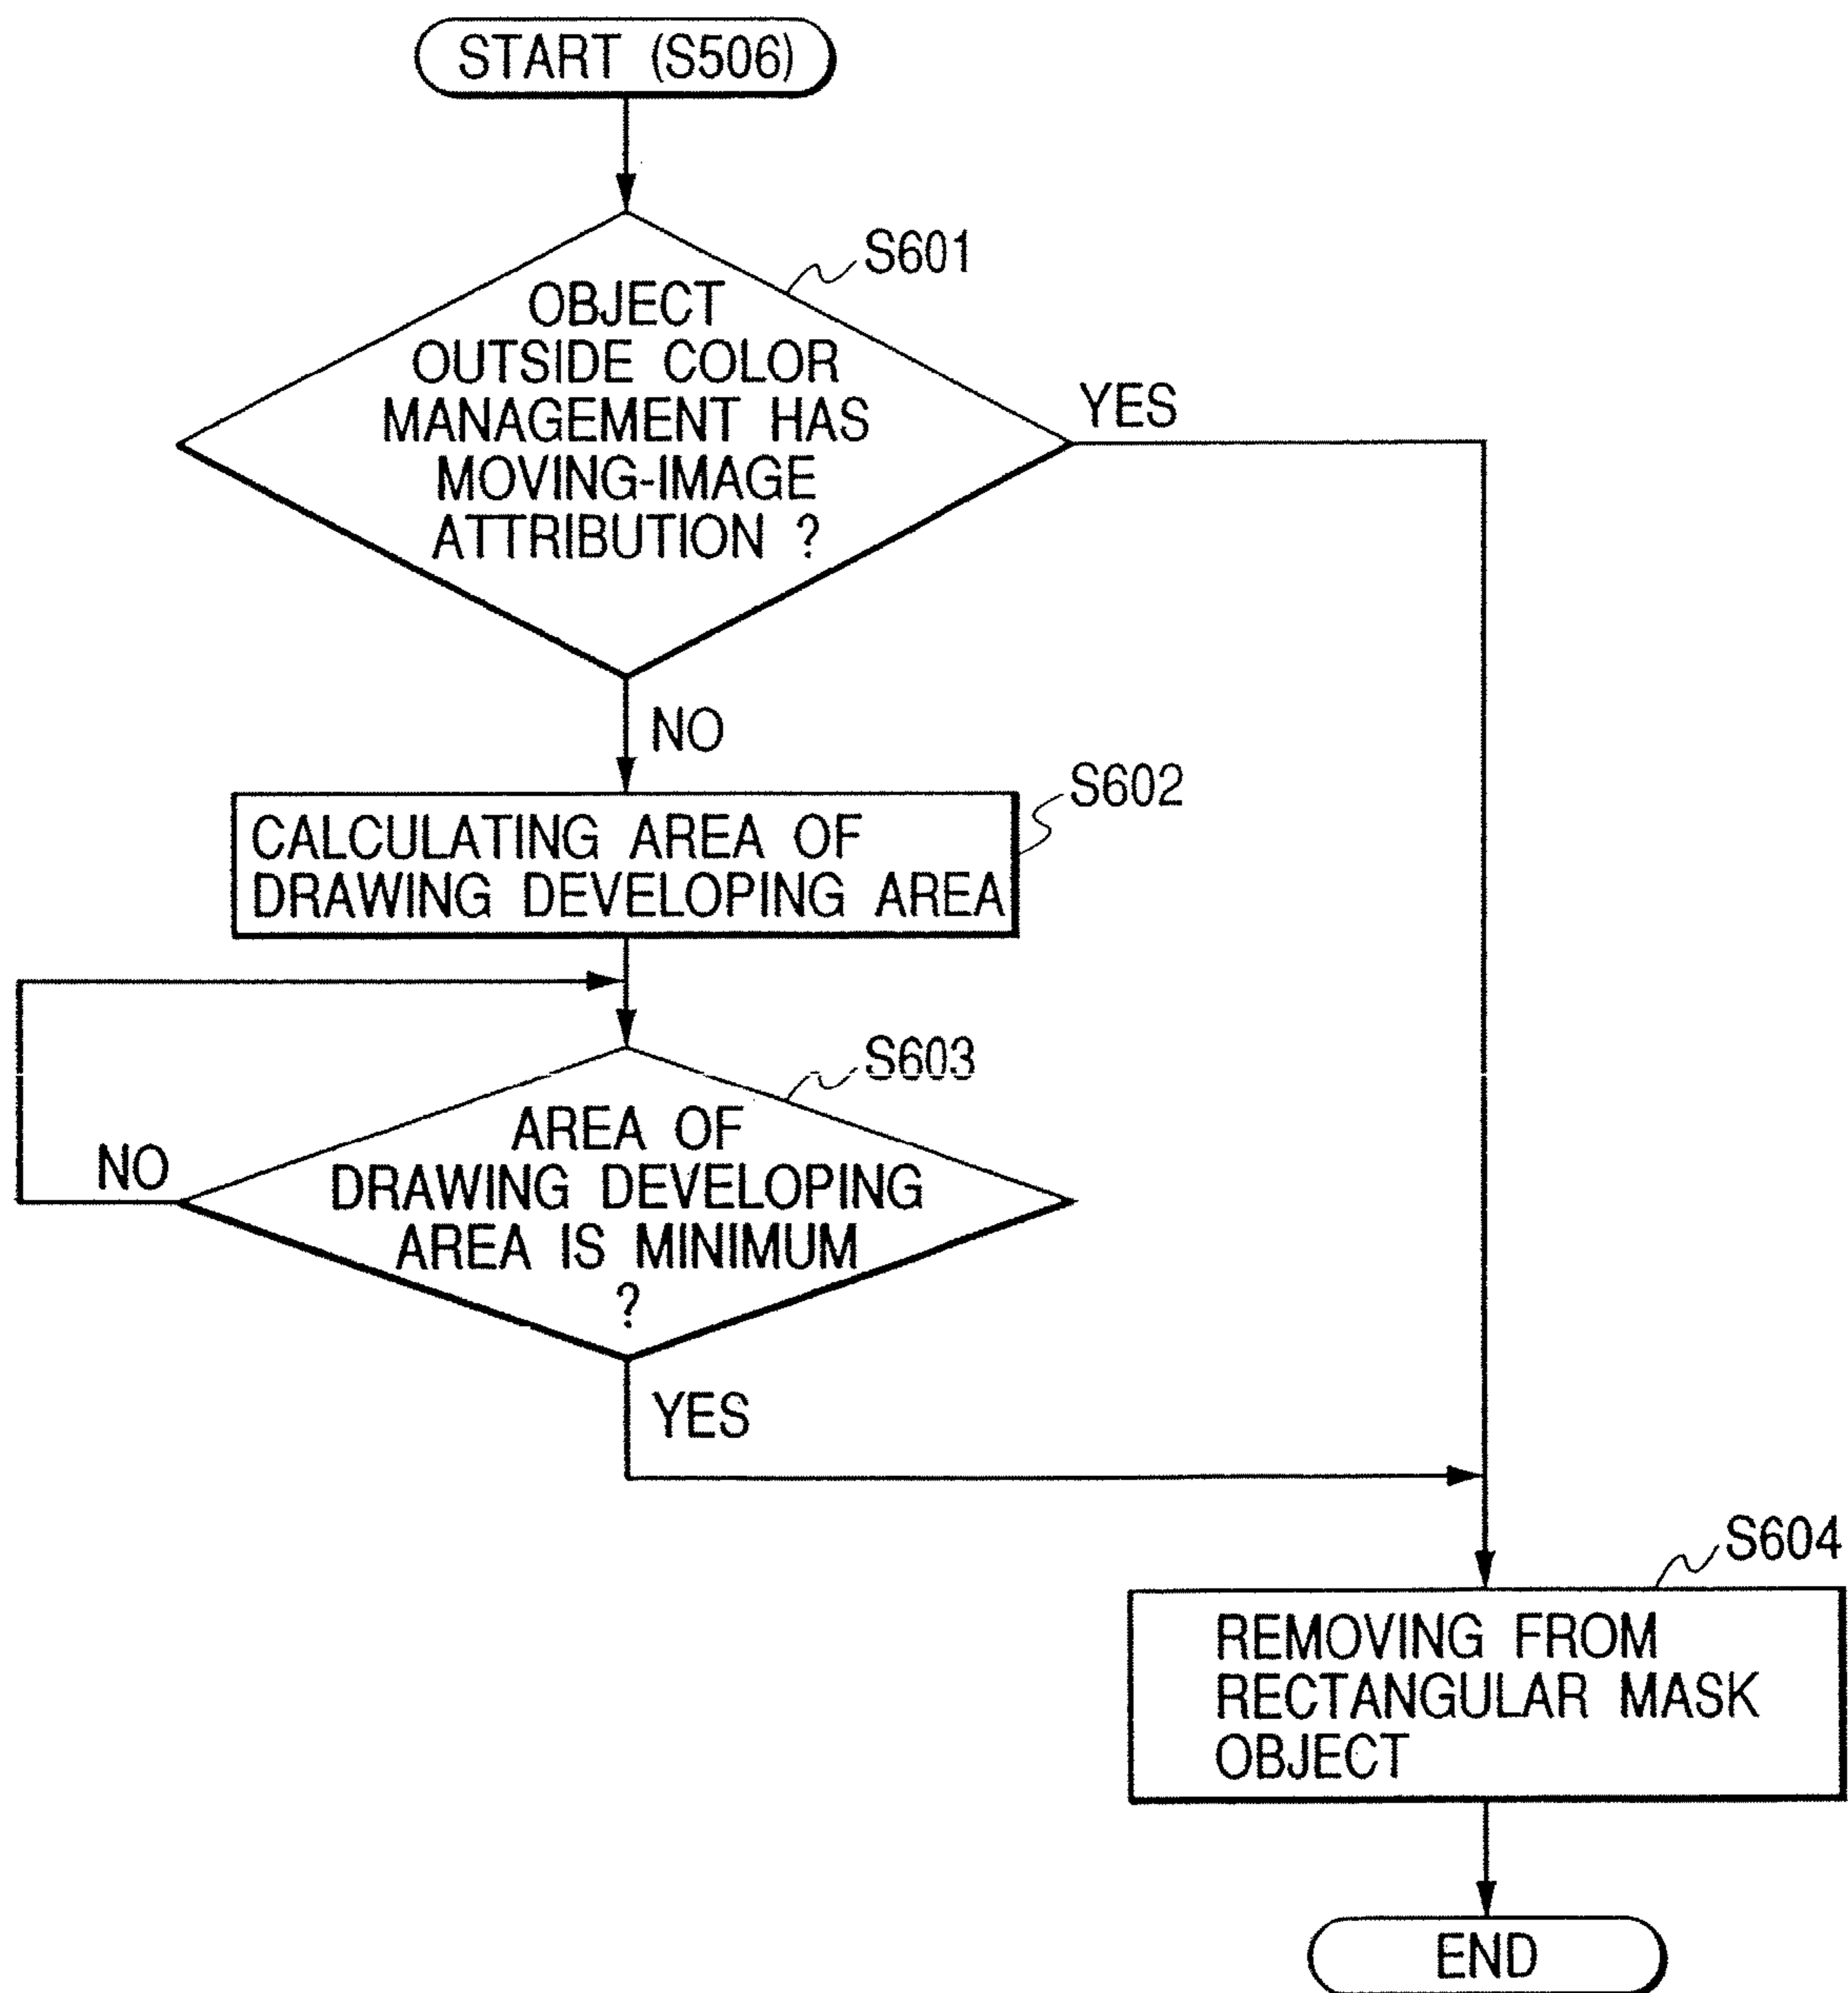 START (S506)
S601
OBJECT
OUTSIDE COLOR
MANAGEMENT HAS
MOVING-IMAGE
ATTRIBUTION ?
YES
NO
S602
CALCULATING AREA OF
DRAWING DEVELOPING AREA
S603
AREA OF
DRAWING DEVELOPING
AREA IS MINIMUM
?
NO
YES
S604
REMOVING FROM
RECTANGULAR MASK
OBJECT
END